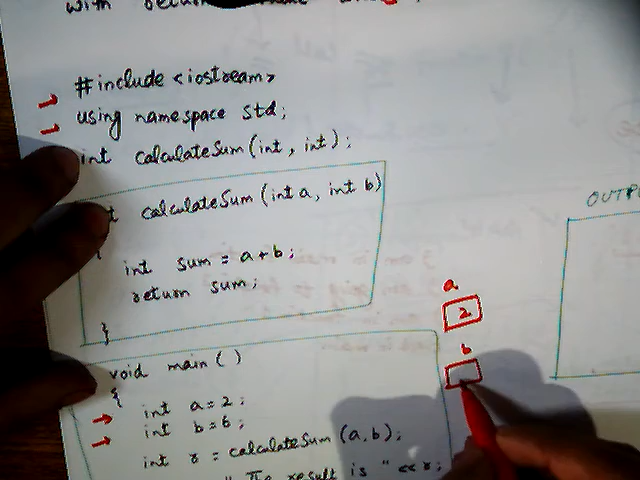 with
#include <iostream>
using namespace std;
int calculateSum (int, int);
t calculateSum (int a, int b)
{
int sum = a + b;
return sum;
}
void main ()
{
int a = 2;
int b = 6;
int r = calculateSum (a, b);
" The result is " << r;
a
2
b
OUTPU